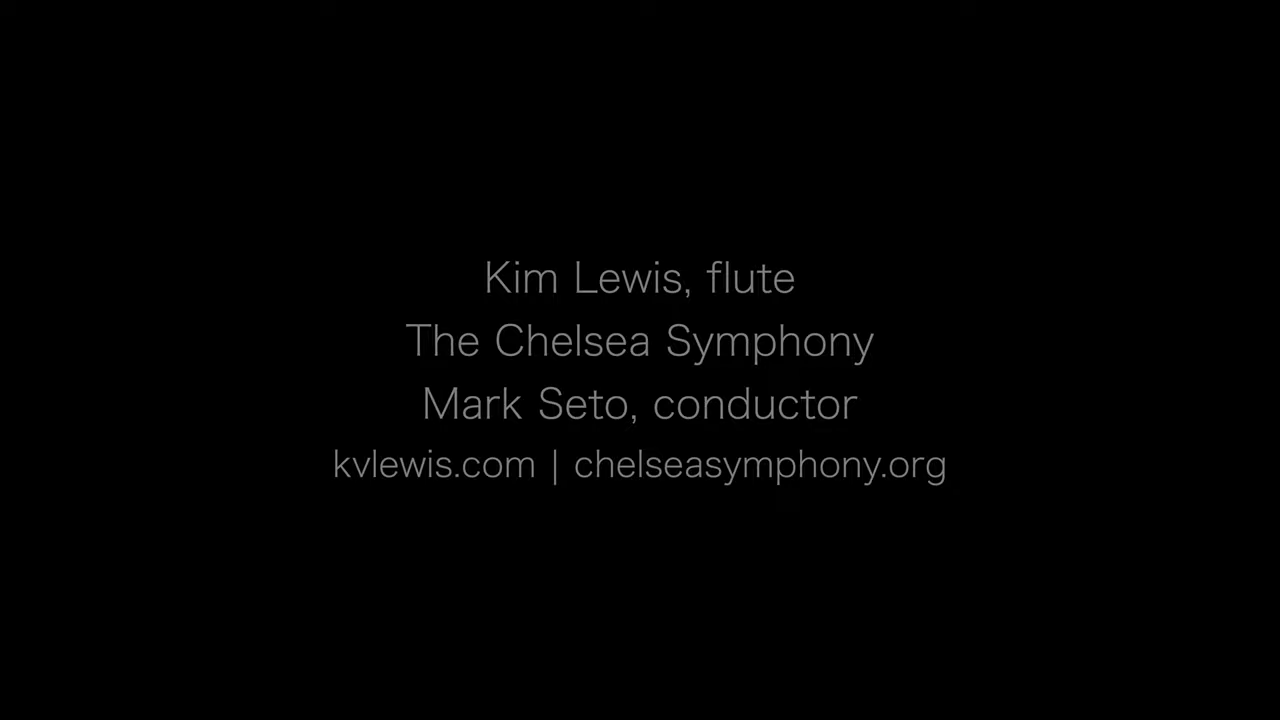 Kim Lewis, flute
The Chelsea Symphony
Mark Seto, conductor
kvlewis.com | chelseasymphony.org